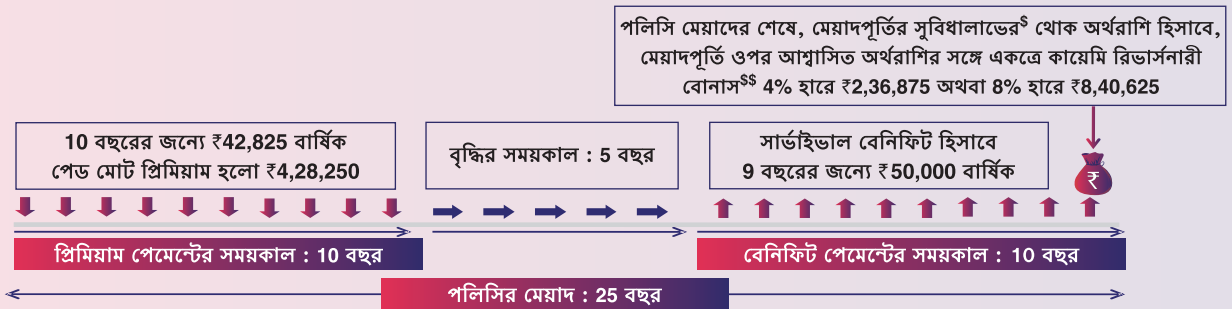 পলিসি মেয়াদের শেষে, মেয়াদপূর্তির সুবিধালাভের$ থোক অর্থরাশি হিসাবে,
মেয়াদপূর্তি ওপর আশ্বাসিত অর্থরাশির সঙ্গে একত্রে কায়েমি রিভার্সনারী
বোনাস$$ 4% হারে ₹2,36,875 অথবা 8% হারে ₹8,40,625
10 বছরের জন্যে ₹42,825 বার্ষিক
পেড মোট প্রিমিয়াম হলো ₹4,28,250
বৃদ্ধির সময়কাল : 5 বছর
সার্ভাইভাল বেনিফিট হিসাবে
9 বছরের জন্যে ₹50,000 বার্ষিক
₹
প্রিমিয়াম পেমেন্টের সময়কাল : 10 বছর
বেনিফিট পেমেন্টের সময়কাল : 10 বছর
পলিসির মেয়াদ : 25 বছর